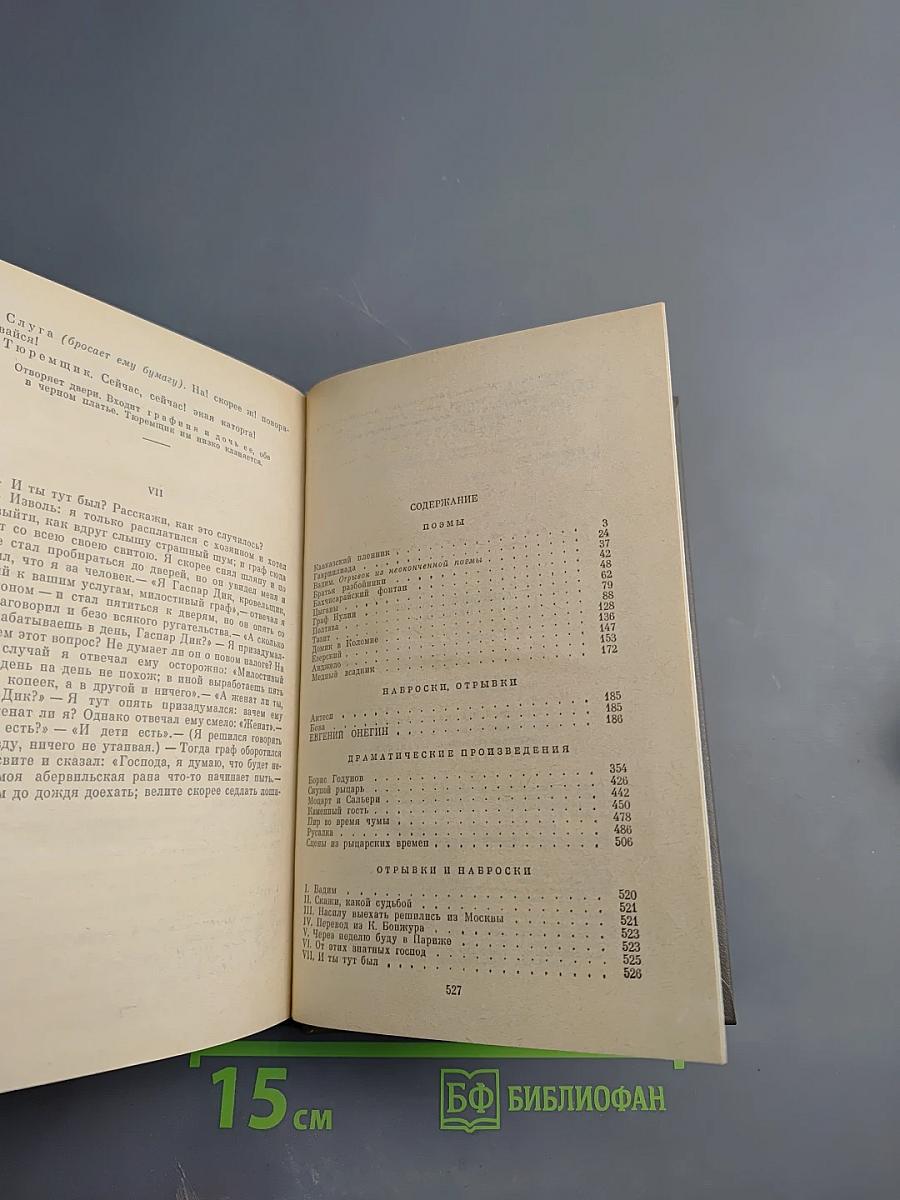 Слуга (бросает ему бумагу). На! скорее ж! повора-
вайся!
Тюремщик. Сейчас, сейчас! экая каторга!
Отворяет двери. Входит графиня и дочь ее, обе
в черном платье. Тюремщик им низко кланяется.
VII
И ты тут был? Расскажи, как это случилось?
Изволь: я только расплатился с хозяином и хотел
выйти, как вдруг слышу страшный шум; и граф сюда
со всею своею свитою. Я скорее снял шляпу и по
стал пробираться до дверей, но он увидел меня и
что я за человек.— «Я Гаспар Дик, кровельщик,
к вашим услугам, милостивый граф»,— отвечал я
— и стал пятиться к дверям, но он опять со
заговорил и безо всякого ругательства.— «А сколько
рабатываешь в день, Гаспар Дик?» — Я призадумал-
ем этот вопрос? Не думает ли он о новом налоге? На
случай я отвечал ему осторожно: «Милостивый
день на день не похож; в иной выработаешь пять
копеек, а в другой и ничего».— «А женат ли ты,
Дик?» — Я тут опять призадумался: зачем ему
женат ли я? Однако отвечал ему смело: «Женат».—
есть?» — «И дети есть».— (Я решился говорить
ду, ничего не утаивая.) — Тогда граф оборотился
свите и сказал: «Господа, я думаю, что будет не-
моя абервильская рана что-то начинает ныть.—
до дождя доехать; велите скорее седлать лоша-
СОДЕРЖАНИЕ
ПОЭМЫ
Кавказский пленник 3
Гавриилиада 24
Вадим. Отрывок из неоконченной поэмы 37
Братья разбойники 42
Бахчисарайский фонтан 48
Цыганы 62
Граф Нулин 79
Полтава 88
Тазит 128
Домик в Коломне 136
Езерский 147
Анджело 153
Медный всадник 172
НАБРОСКИ, ОТРЫВКИ
Актеон 185
Бова 185
ЕВГЕНИЙ ОНЕГИН 186
ДРАМАТИЧЕСКИЕ ПРОИЗВЕДЕНИЯ
Борис Годунов 354
Скупой рыцарь 426
Моцарт и Сальери 442
Каменный гость 450
Пир во время чумы 478
Русалка 486
Сцены из рыцарских времен 506
ОТРЫВКИ И НАБРОСКИ
I. Вадим 520
II. Скажи, какой судьбой 521
III. Насилу выехать решились из Москвы 521
IV. Перевод из К. Бонжура 523
V. Через неделю буду в Париже 523
VI. От этих знатных господ 525
VII. И ты тут был 526
527
15 см
БФ БИБЛИОФАН